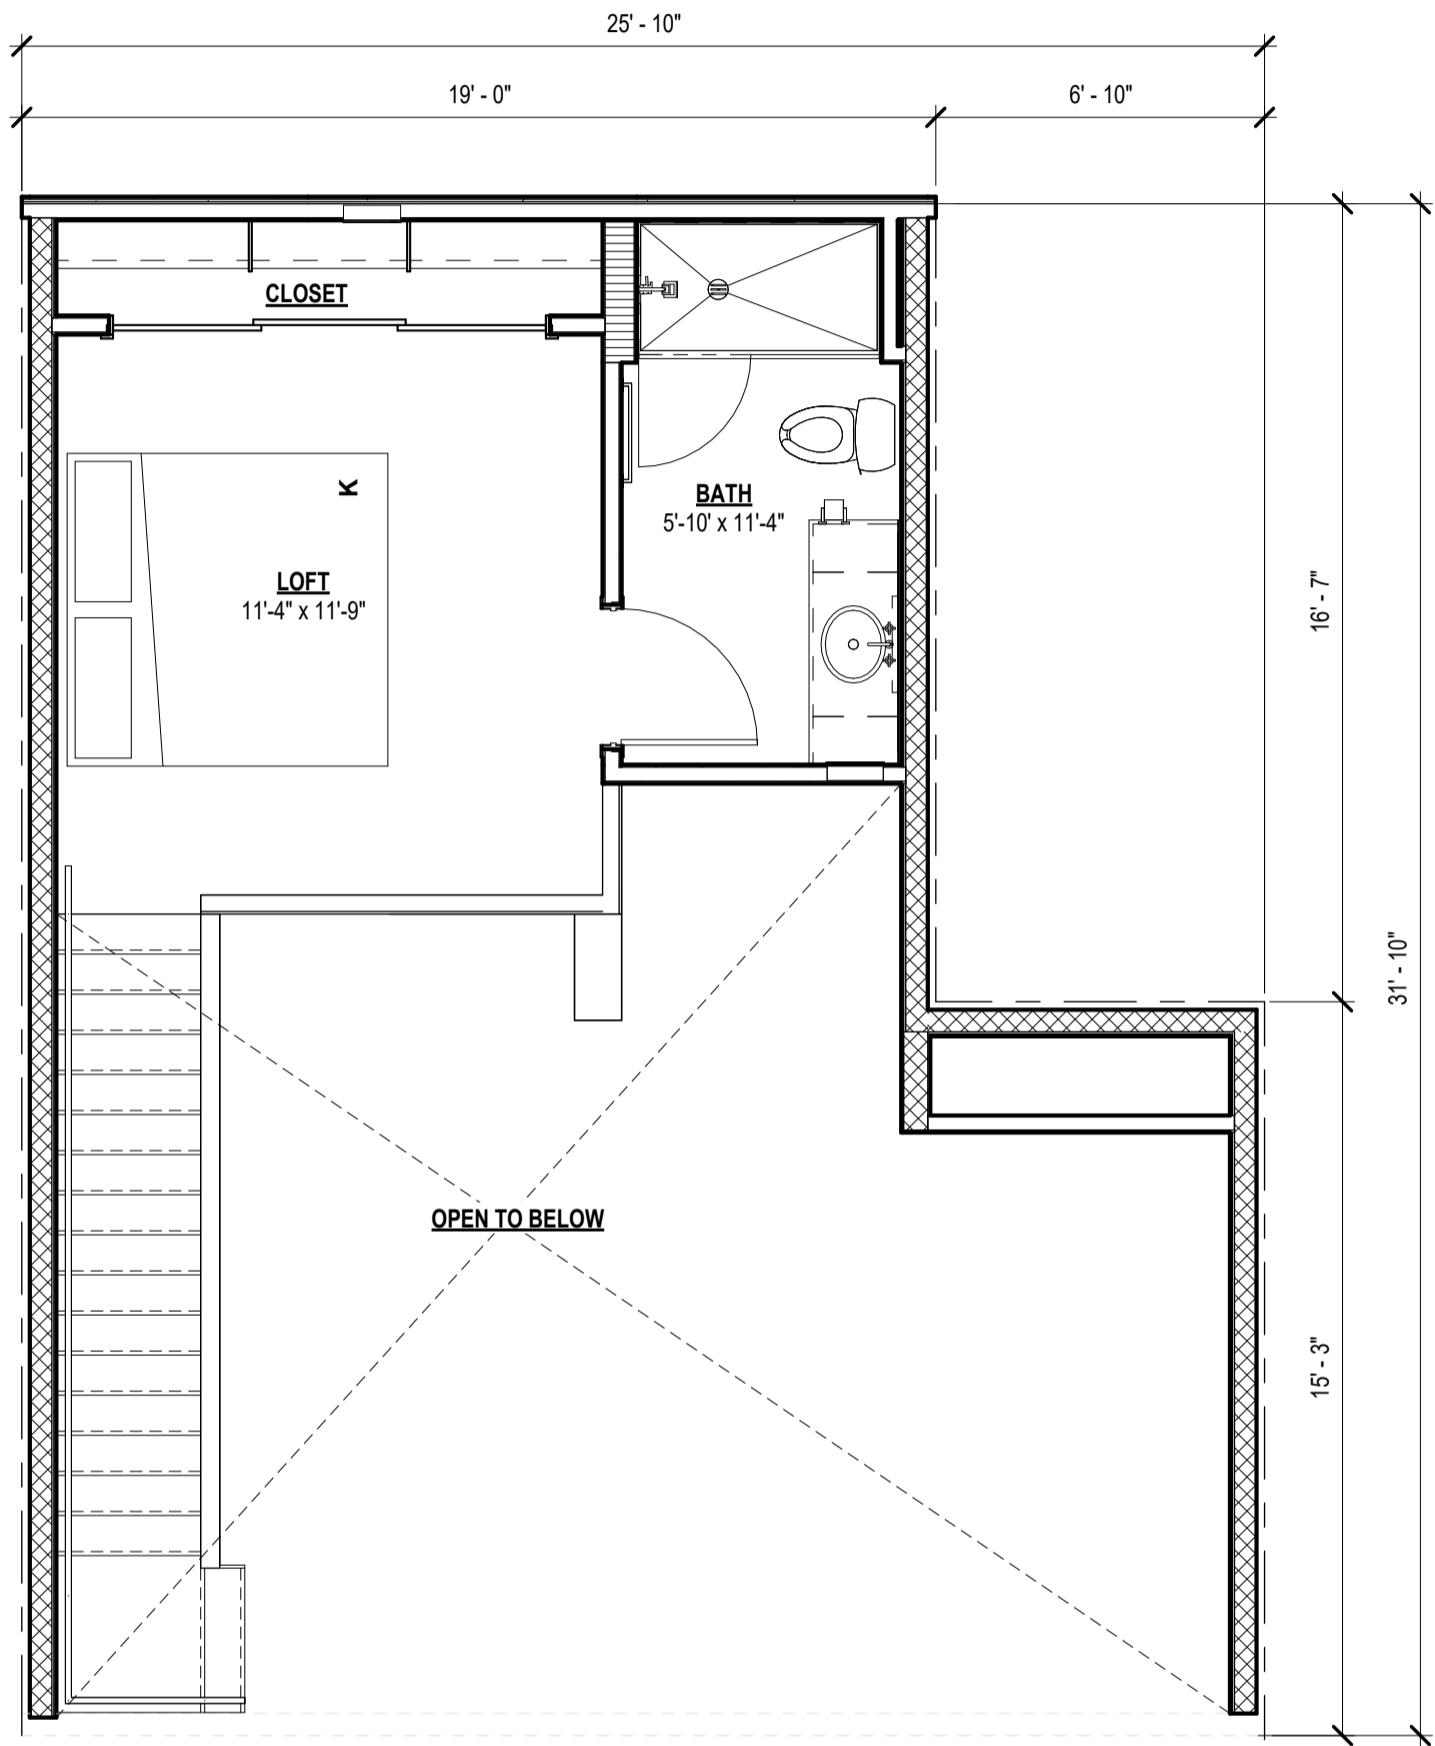 25' - 10"
19' - 0"
6' - 10"
CLOSET
K
BATH
5'-10' x 11'-4"
LOFT
11'-4" x 11'-9"
16' - 7"
31' - 10"
OPEN TO BELOW
15' - 3"